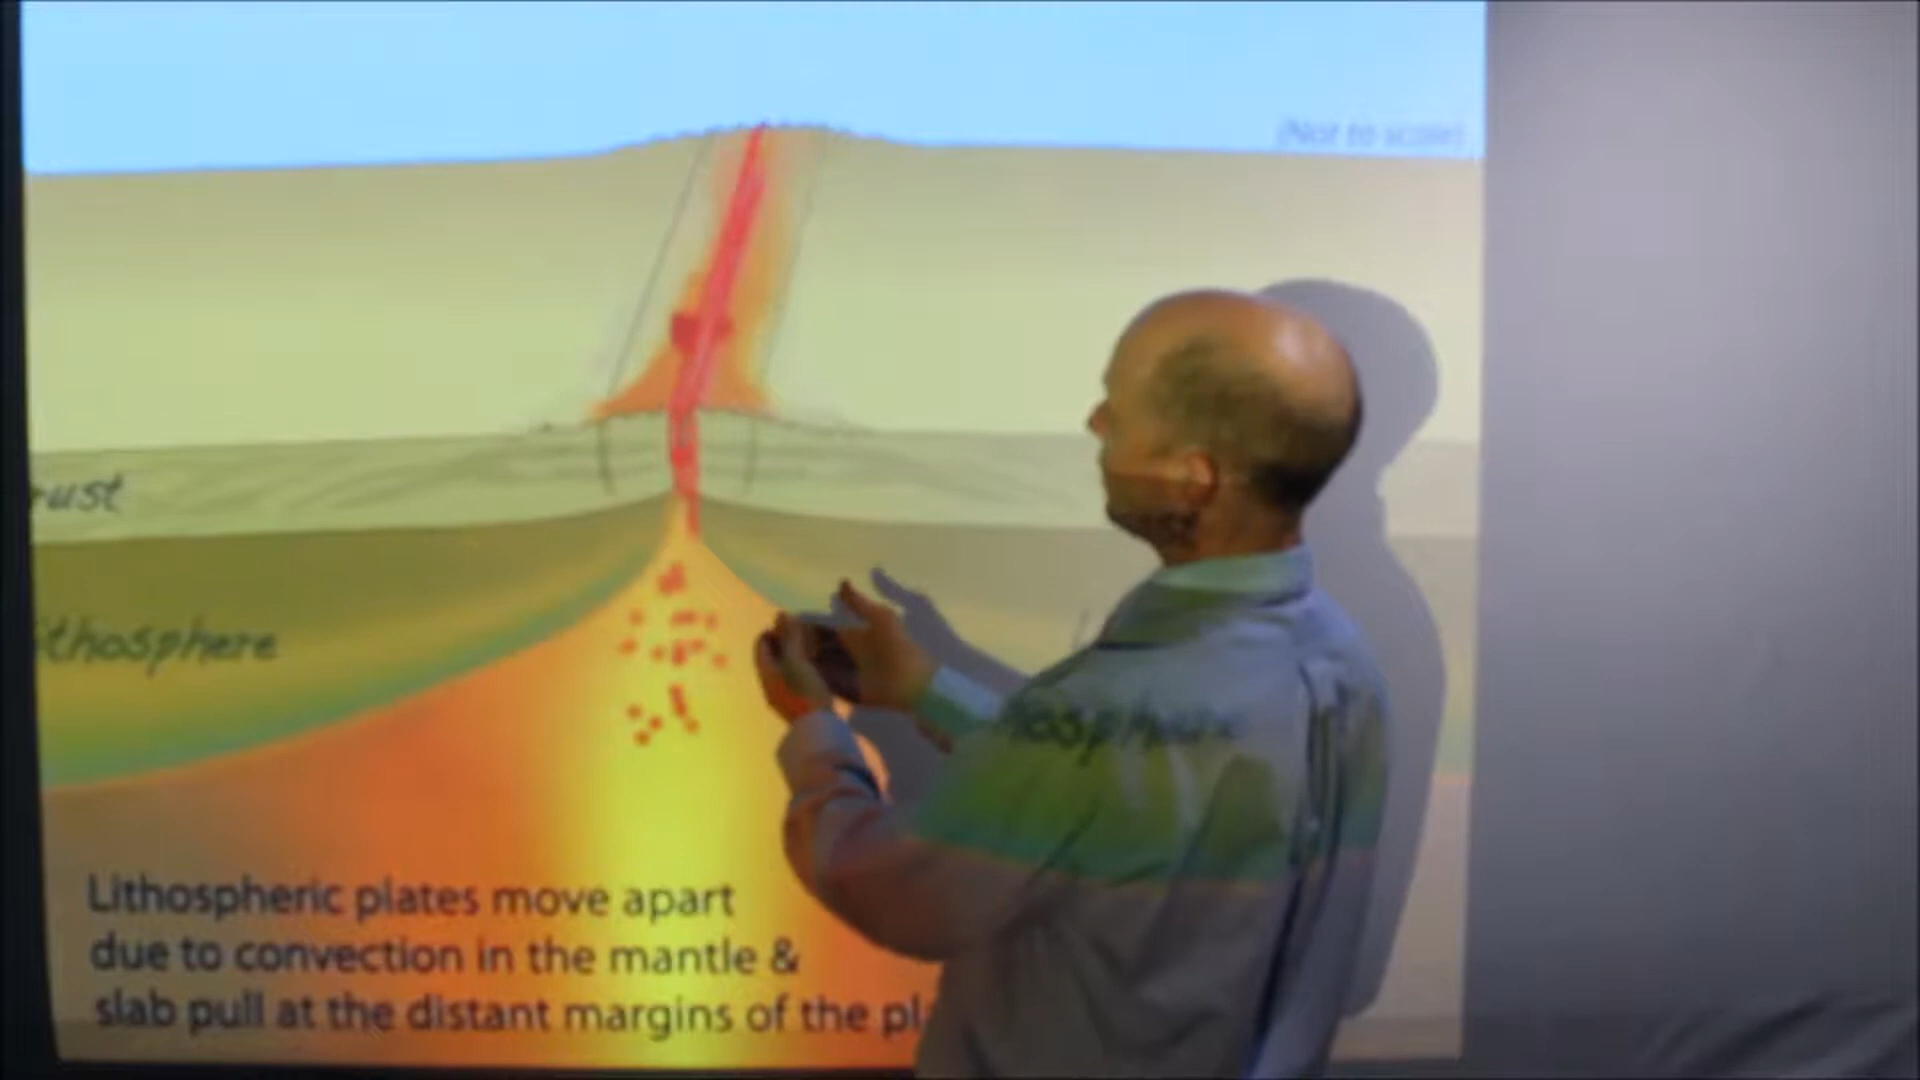 (Not to scale)
rust
ithosphere
Lithospheric plates move apart
due to convection in the mantle &
slab pull at the distant margins of the pl